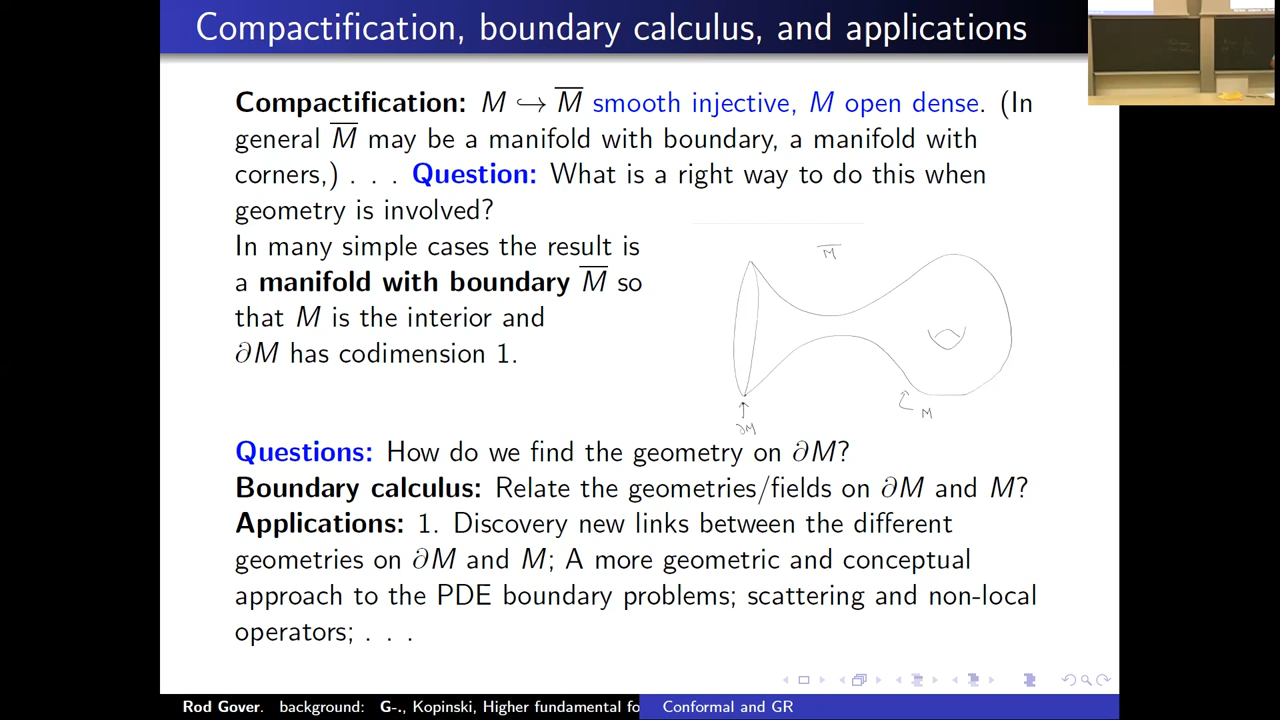 Compactification, boundary calculus, and applications
Compactification: M ↪ M̅ smooth injective, M open dense. (In
general M̅ may be a manifold with boundary, a manifold with
corners,) . . . Question: What is a right way to do this when
geometry is involved?
In many simple cases the result is
a manifold with boundary M̅ so
that M is the interior and
∂M has codimension 1.
M̅
M
∂M
Questions: How do we find the geometry on ∂M?
Boundary calculus: Relate the geometries/fields on ∂M and M?
Applications: 1. Discovery new links between the different
geometries on ∂M and M; A more geometric and conceptual
approach to the PDE boundary problems; scattering and non-local
operators; . . .
Rod Gover. background: G-., Kopinski, Higher fundamental fo
Conformal and GR